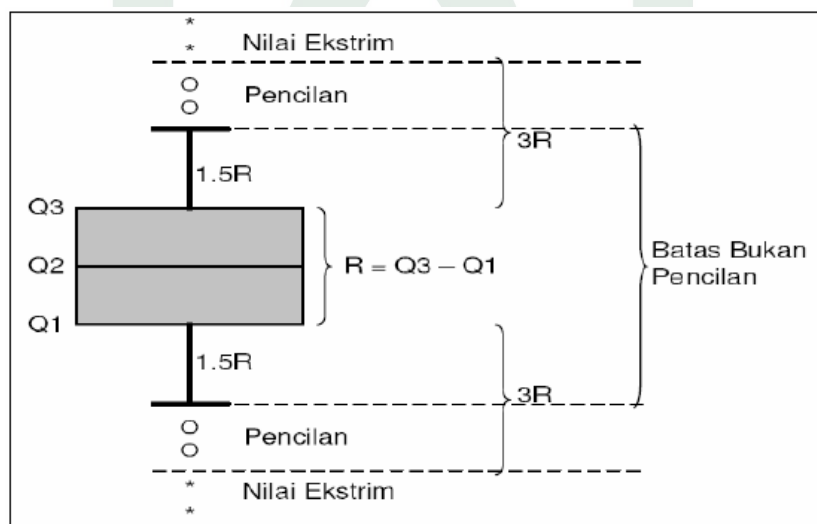 *
* Nilai Ekstrim
Pencilan
3R
1.5R
Q3
Q2
R = Q3 – Q1
Batas Bukan
Pencilan
Q1
1.5R
3R
Pencilan
* Nilai Ekstrim
*